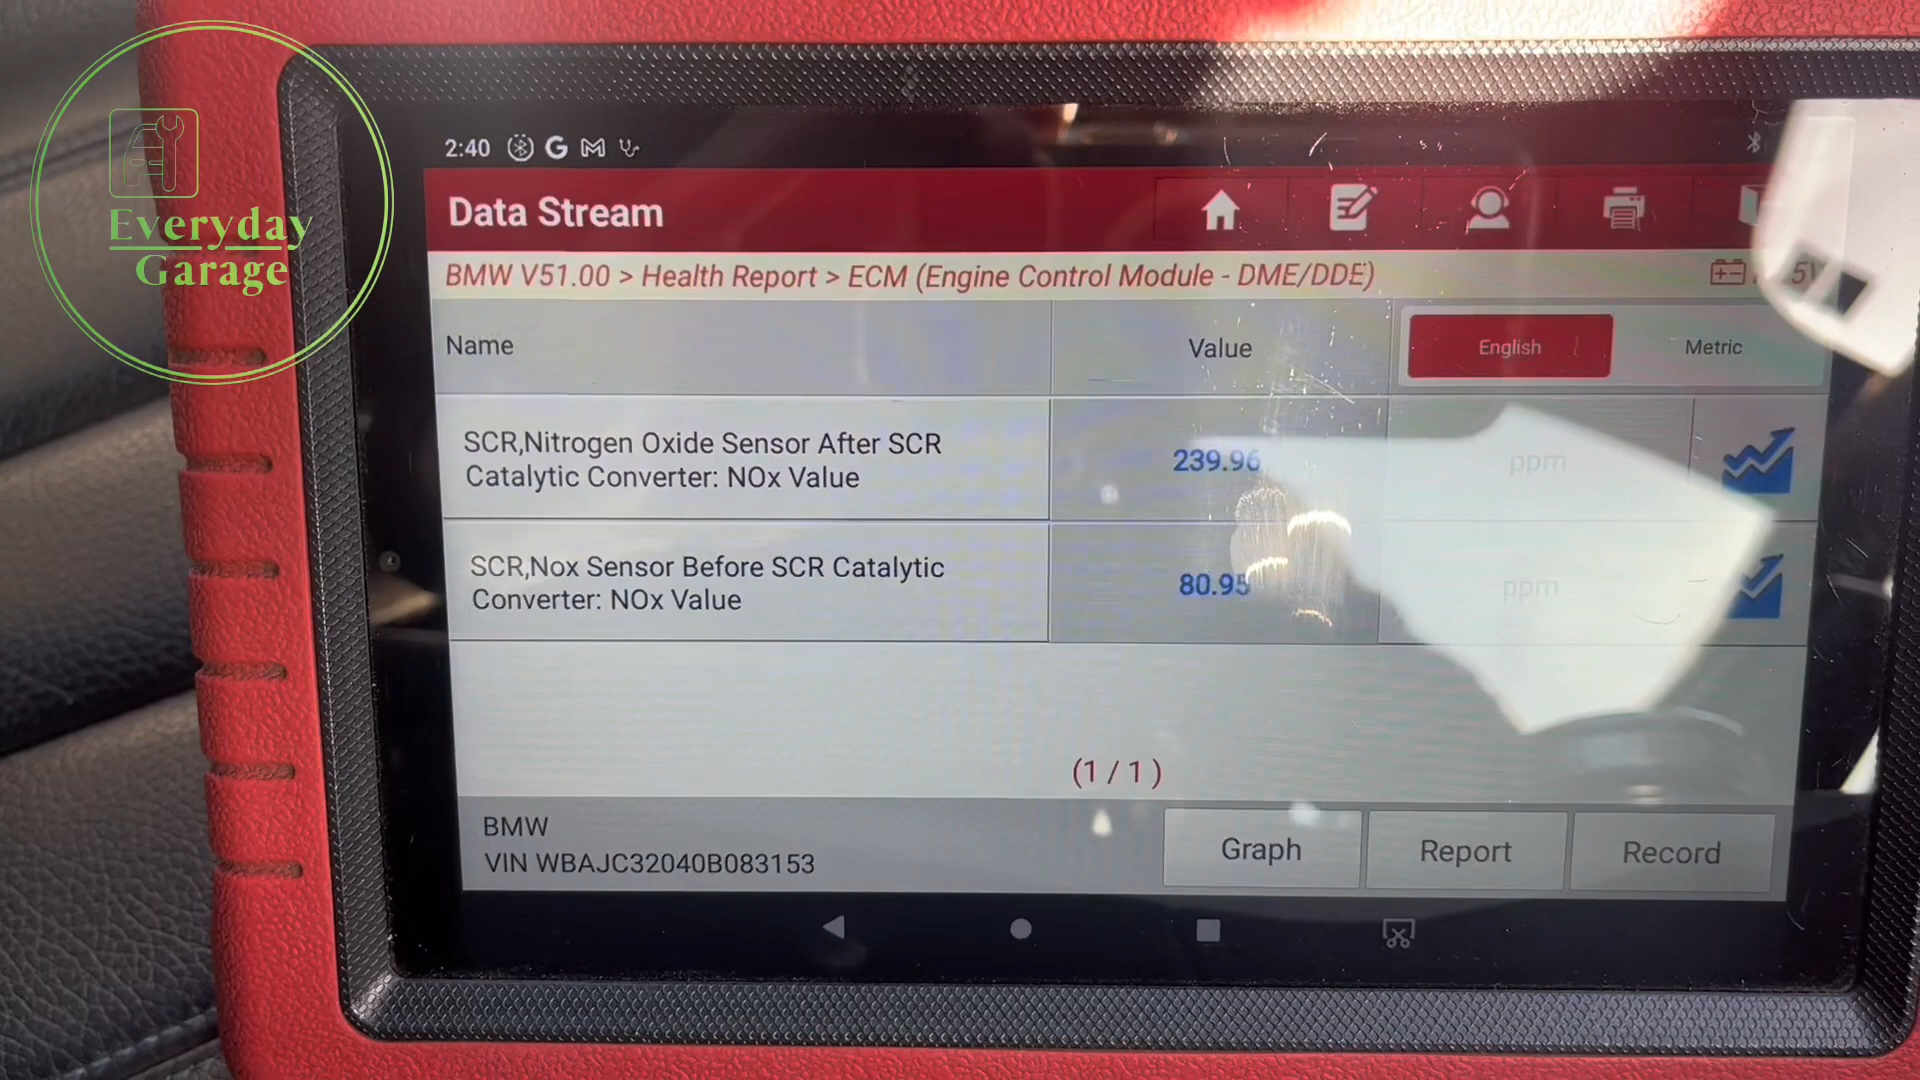 Everyday
Garage
2:40
Data Stream
BMW V51.00 > Health Report > ECM (Engine Control Module - DME/DDE)
Name
Value
English
Metric
SCR,Nitrogen Oxide Sensor After SCR
Catalytic Converter: NOx Value
239.96
ppm
SCR,Nox Sensor Before SCR Catalytic
Converter: NOx Value
80.95
ppm
(1 / 1)
BMW
VIN WBAJC32040B083153
Graph
Report
Record